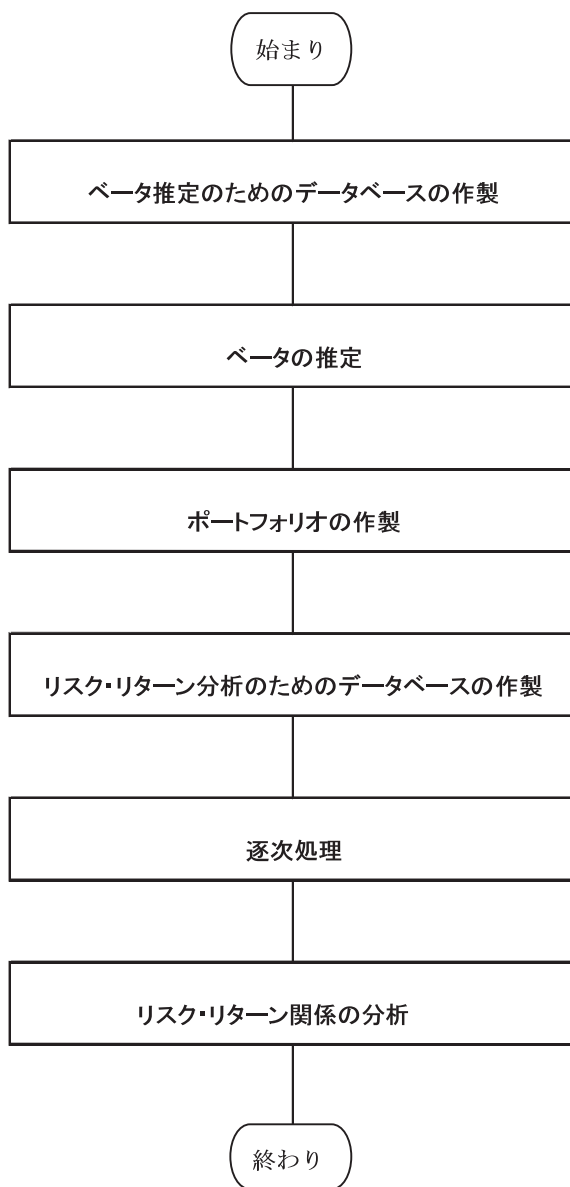 始まり
ベータ推定のためのデータベースの作製
ベータの推定
ポートフォリオの作製
リスク・リターン分析のためのデータベースの作製
逐次処理
リスク・リターン関係の分析
終わり